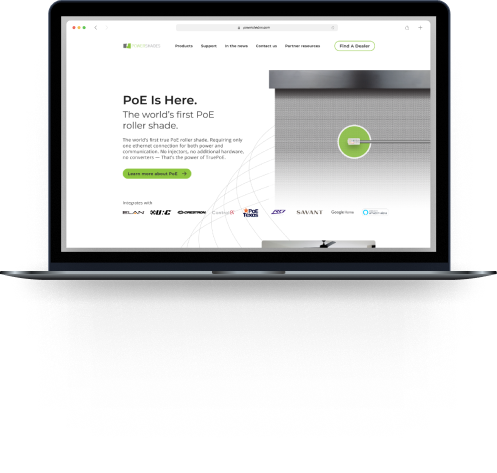 Products Support In the news Contact us Partner resources Find A Dealer
PoE Is Here.
The world's first PoE
roller shade.
The world's first true PoE roller shade. Requiring only
one ethernet connection for both power and
communication. No injectors, no additional hardware,
no converters — That's the power of TruePoE.
Learn more about PoE →
Integrates with
ELAN CRESTRON Control4 PoE Texas SAVANT Google Home